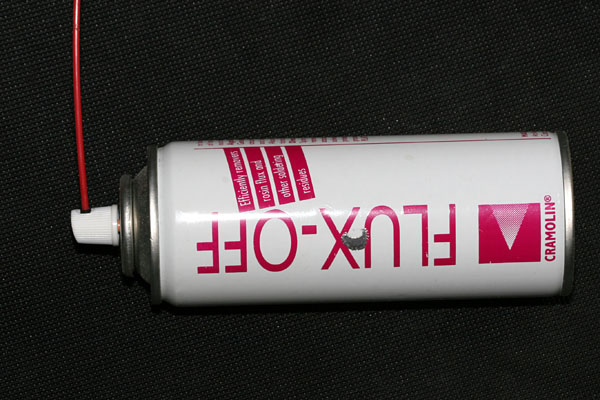 CRAMOLIN®
FLUX-OFF
Efficiently removes
rosin flux and
other soldering
residues